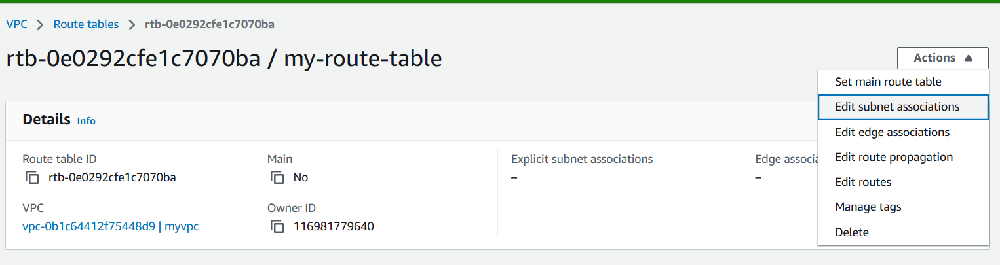 VPC > Route tables > rtb-0e0292cfe1c7070ba
rtb-0e0292cfe1c7070ba / my-route-table
Actions
Set main route table
Edit subnet associations
Edit edge associations
Edit route propagation
Edit routes
Manage tags
Delete
Details Info
Route table ID
rtb-0e0292cfe1c7070ba
Main
No
Explicit subnet associations
–
Edge associa
–
VPC
vpc-0b1c64412f75448d9 | myvpc
Owner ID
116981779640